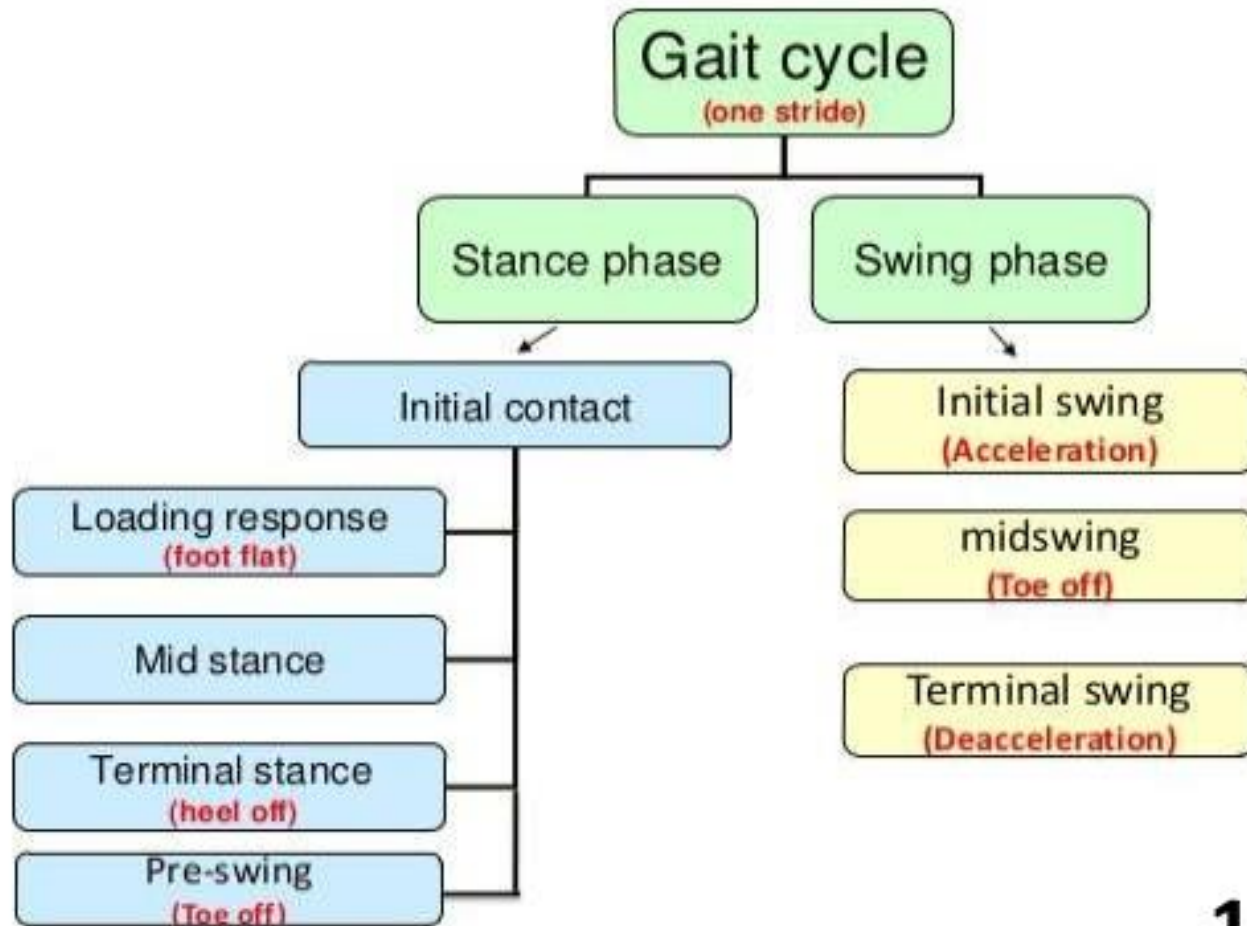 Gait cycle
(one stride)
Stance phase
Swing phase
Initial contact
Loading response
(foot flat)
Mid stance
Terminal stance
(heel off)
Pre-swing
(Toe off)
Initial swing
(Acceleration)
midswing
(Toe off)
Terminal swing
(Deacceleration)
1